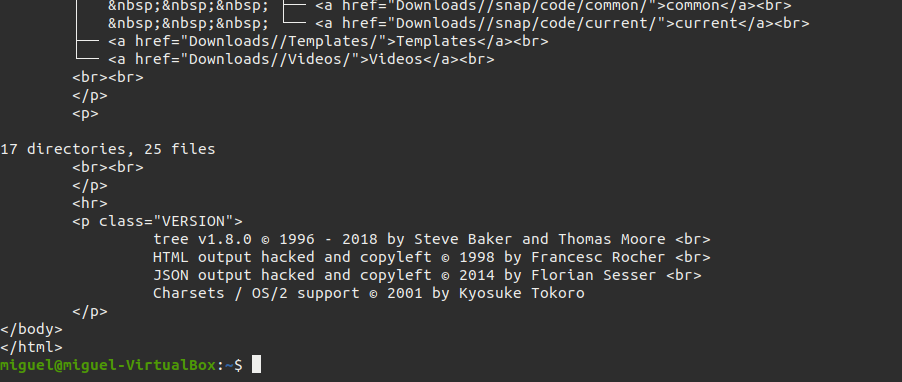 │   &nbsp;&nbsp;&nbsp; ├── <a href="Downloads//snap/code/common/">common</a><br>
│   &nbsp;&nbsp;&nbsp; └── <a href="Downloads//snap/code/current/">current</a><br>
├── <a href="Downloads//Templates/">Templates</a><br>
└── <a href="Downloads//Videos/">Videos</a><br>
<br><br>
</p>
<p>
17 directories, 25 files
<br><br>
</p>
<hr>
<p class="VERSION">
tree v1.8.0 © 1996 - 2018 by Steve Baker and Thomas Moore <br>
HTML output hacked and copyleft © 1998 by Francesc Rocher <br>
JSON output hacked and copyleft © 2014 by Florian Sesser <br>
Charsets / OS/2 support © 2001 by Kyosuke Tokoro
</p>
</body>
</html>
miguel@miguel-VirtualBox:~$